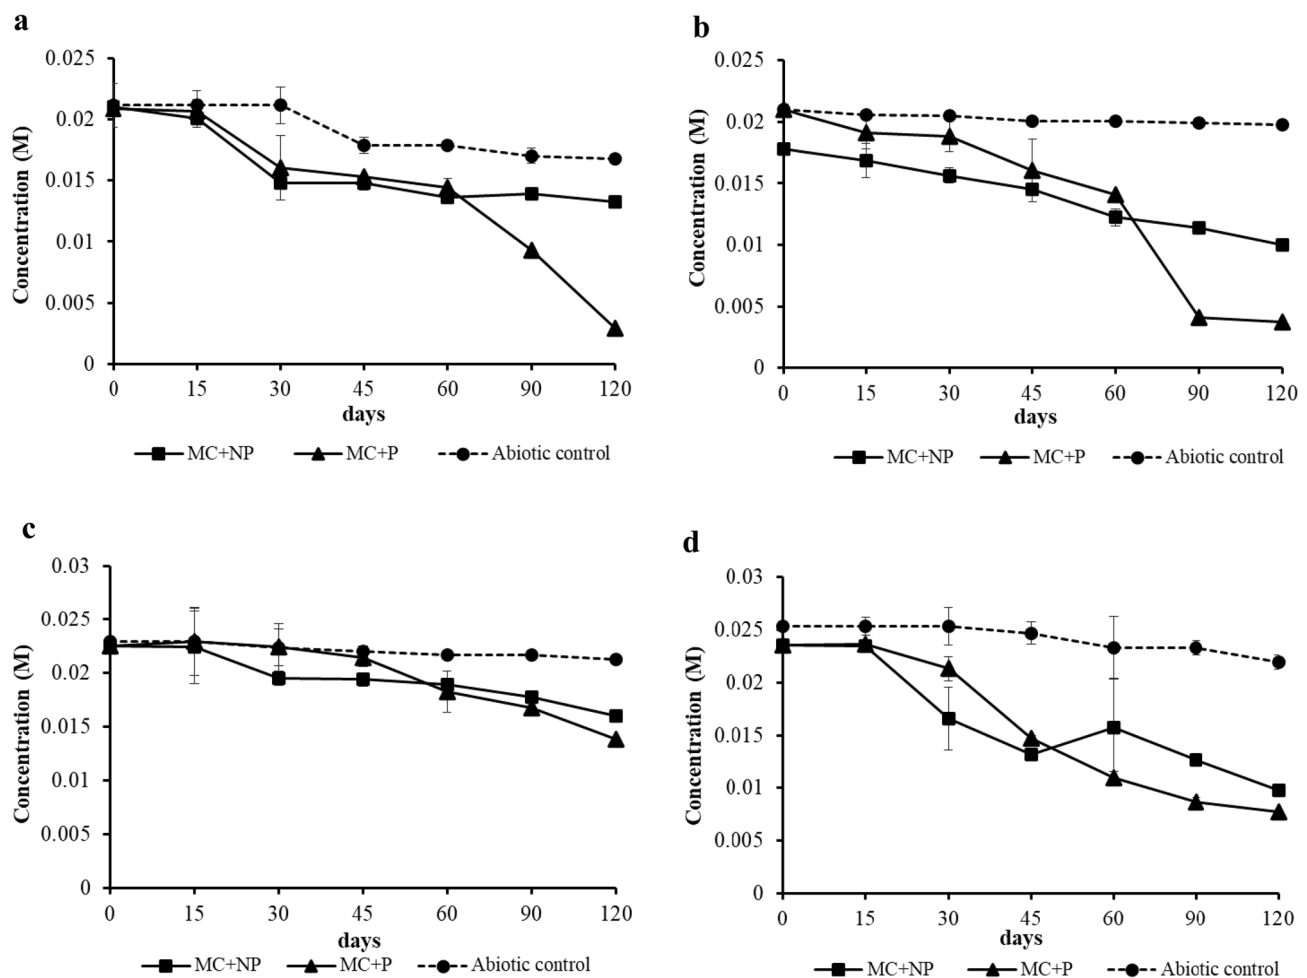 a
Concentration (M)
0.025
0.02
0.015
0.01
0.005
0
0 15 30 45 60 90 120
days
MC+NP MC+P Abiotic control
b
Concentration (M)
0.025
0.02
0.015
0.01
0.005
0
0 15 30 45 60 90 120
days
MC+NP MC+P Abiotic control
c
Concentration (M)
0.03
0.025
0.02
0.015
0.01
0.005
0
0 15 30 45 60 90 120
days
MC+NP MC+P Abiotic control
d
Concentration (M)
0.03
0.025
0.02
0.015
0.01
0.005
0
0 15 30 45 60 90 120
days
MC+NP MC+P Abiotic control